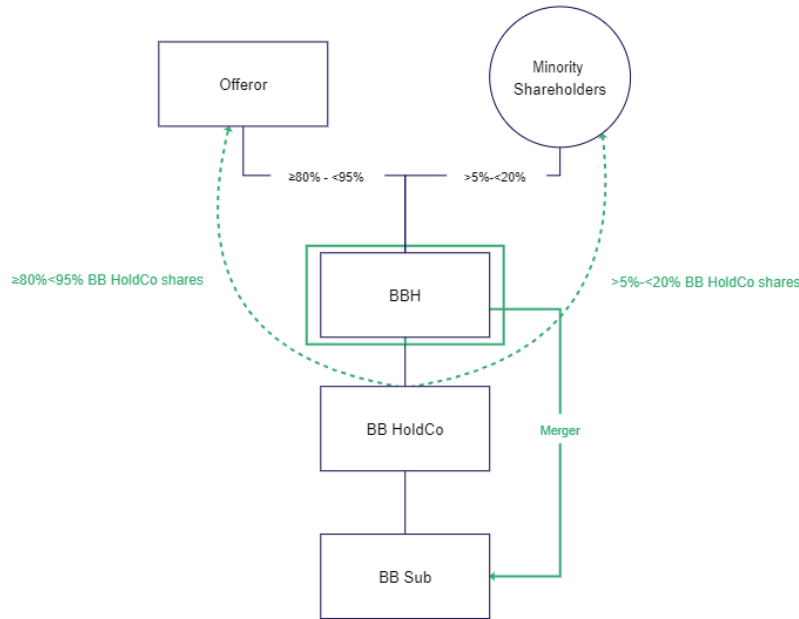 Offeror
Minority
Shareholders
≥80% - <95%
>5%-<20%
≥80%<95% BB HoldCo shares
>5%-<20% BB HoldCo shares
BBH
BB HoldCo
Merger
BB Sub